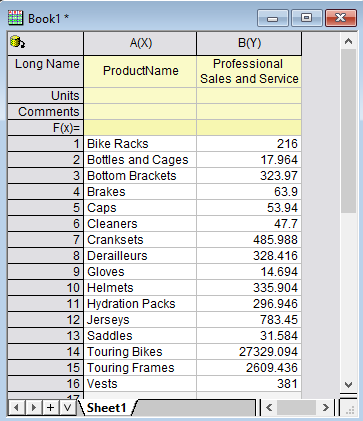 Book1 *
A(X) B(Y)
Long Name ProductName Professional
Sales and Service
Units
Comments
F(x)=
1 Bike Racks 216
2 Bottles and Cages 17.964
3 Bottom Brackets 323.97
4 Brakes 63.9
5 Caps 53.94
6 Cleaners 47.7
7 Cranksets 485.988
8 Derailleurs 328.416
9 Gloves 14.694
10 Helmets 335.904
11 Hydration Packs 296.946
12 Jerseys 783.45
13 Saddles 31.584
14 Touring Bikes 27329.094
15 Touring Frames 2609.436
16 Vests 381
17
Sheet1